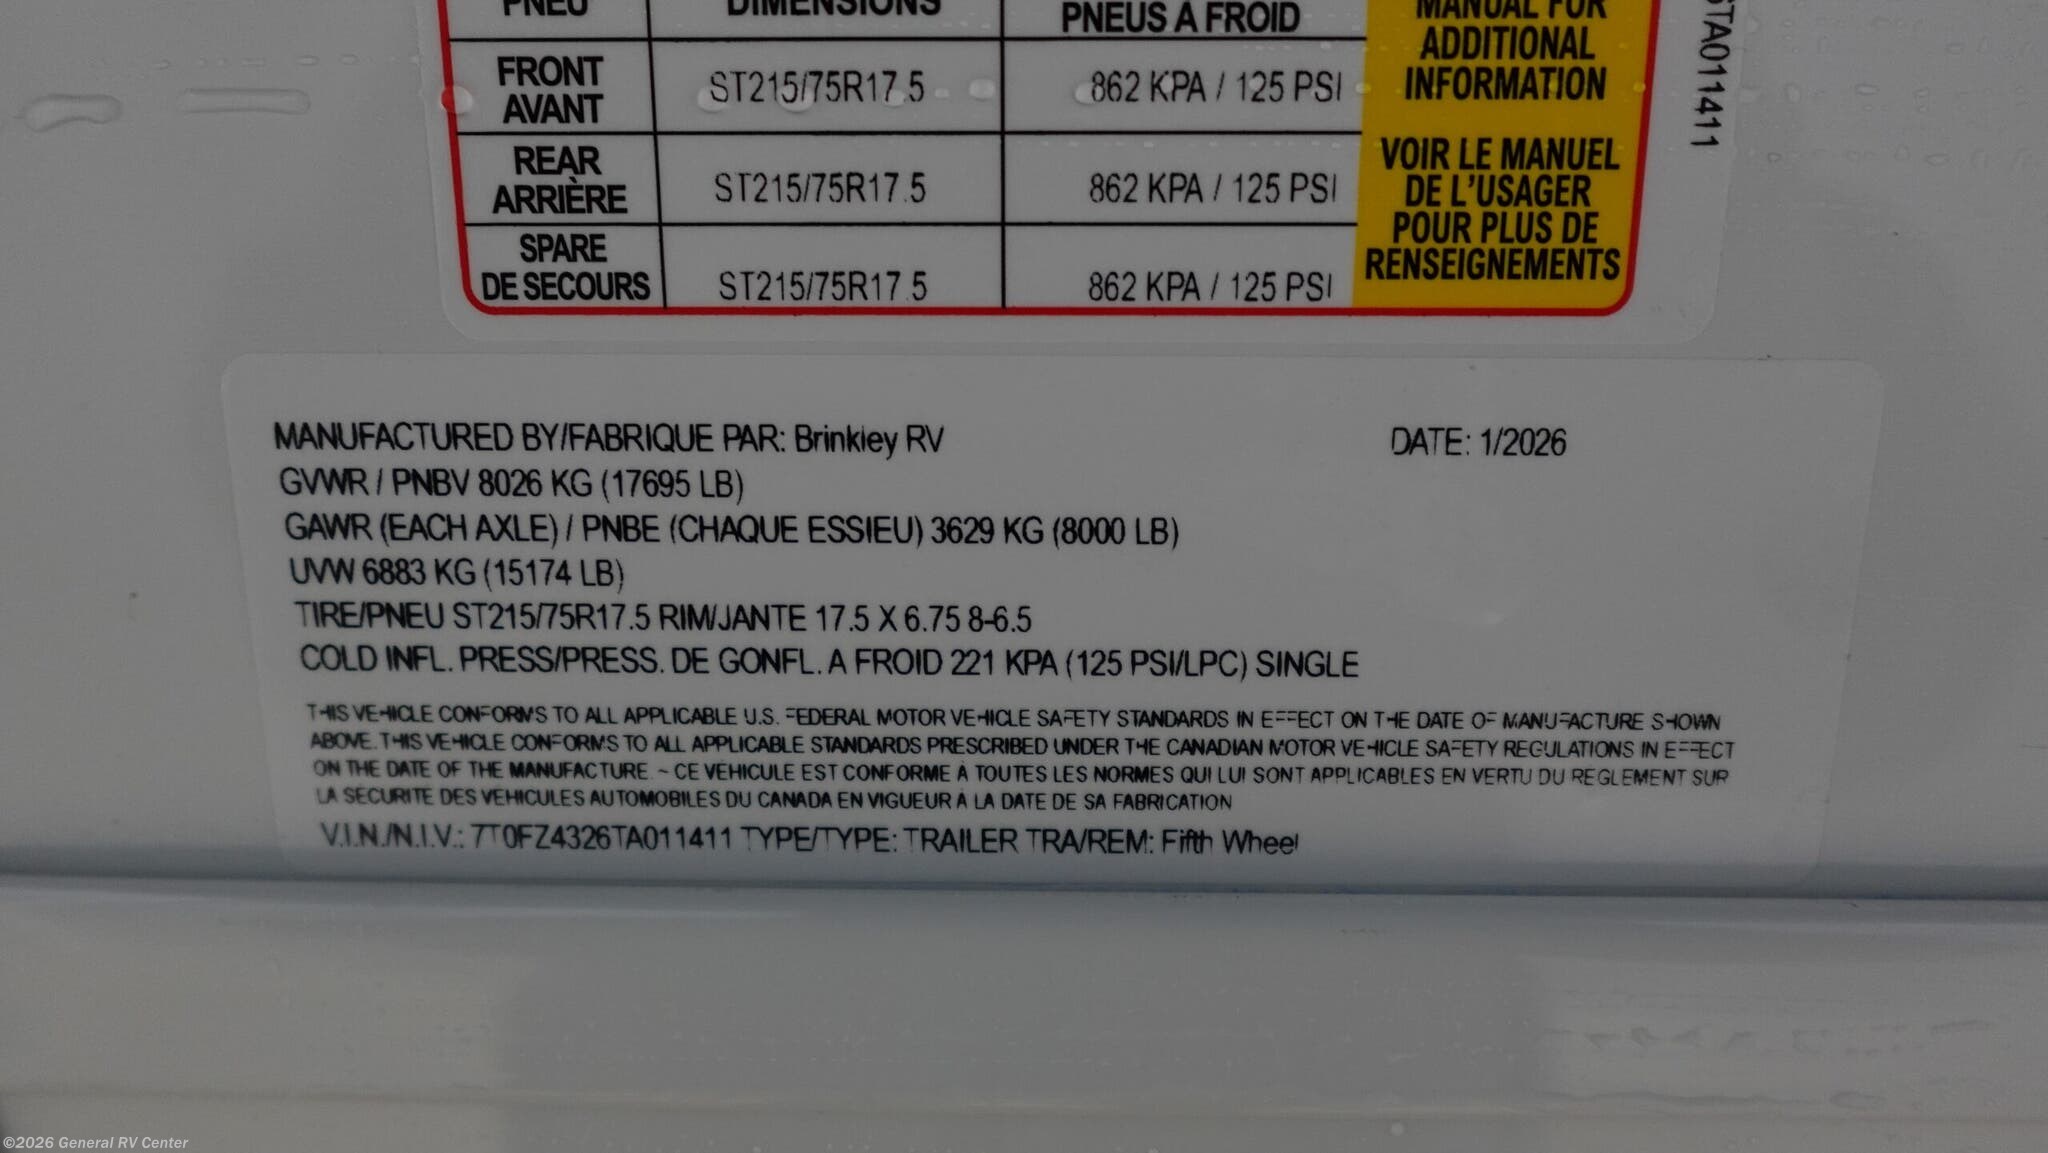 PNEU DIMENSIONS PNEUS A FROID
FRONT ST215/75R17.5 862 KPA / 125 PSI
AVANT
REAR ST215/75R17.5 862 KPA / 125 PSI
ARRIÈRE
SPARE ST215/75R17.5 862 KPA / 125 PSI
DE SECOURS
MANUAL FOR
ADDITIONAL
INFORMATION
VOIR LE MANUEL
DE L'USAGER
POUR PLUS DE
RENSEIGNEMENTS
TA011411
MANUFACTURED BY/FABRIQUE PAR: Brinkley RV DATE: 1/2026
GVWR / PNBV 8026 KG (17695 LB)
GAWR (EACH AXLE) / PNBE (CHAQUE ESSIEU) 3629 KG (8000 LB)
UVW 6883 KG (15174 LB)
TIRE/PNEU ST215/75R17.5 RIM/JANTE 17.5 X 6.75 8-6.5
COLD INFL. PRESS/PRESS. DE GONFL. A FROID 221 KPA (125 PSI/LPC) SINGLE
THIS VEHICLE CONFORMS TO ALL APPLICABLE U.S. FEDERAL MOTOR VEHICLE SAFETY STANDARDS IN EFFECT ON THE DATE OF MANUFACTURE SHOWN
ABOVE. THIS VEHICLE CONFORMS TO ALL APPLICABLE STANDARDS PRESCRIBED UNDER THE CANADIAN MOTOR VEHICLE SAFETY REGULATIONS IN EFFECT
ON THE DATE OF THE MANUFACTURE. ~ CE VEHICULE EST CONFORME À TOUTES LES NORMES QUI LUI SONT APPLICABLES EN VERTU DU REGLEMENT SUR
LA SECURITE DES VEHICULES AUTOMOBILES DU CANADA EN VIGUEUR À LA DATE DE SA FABRICATION
V.I.N./N.I.V.: 7T0FZ4326TA011411 TYPE/TYPE: TRAILER TRA/REM: Fifth Wheel
©2026 General RV Center